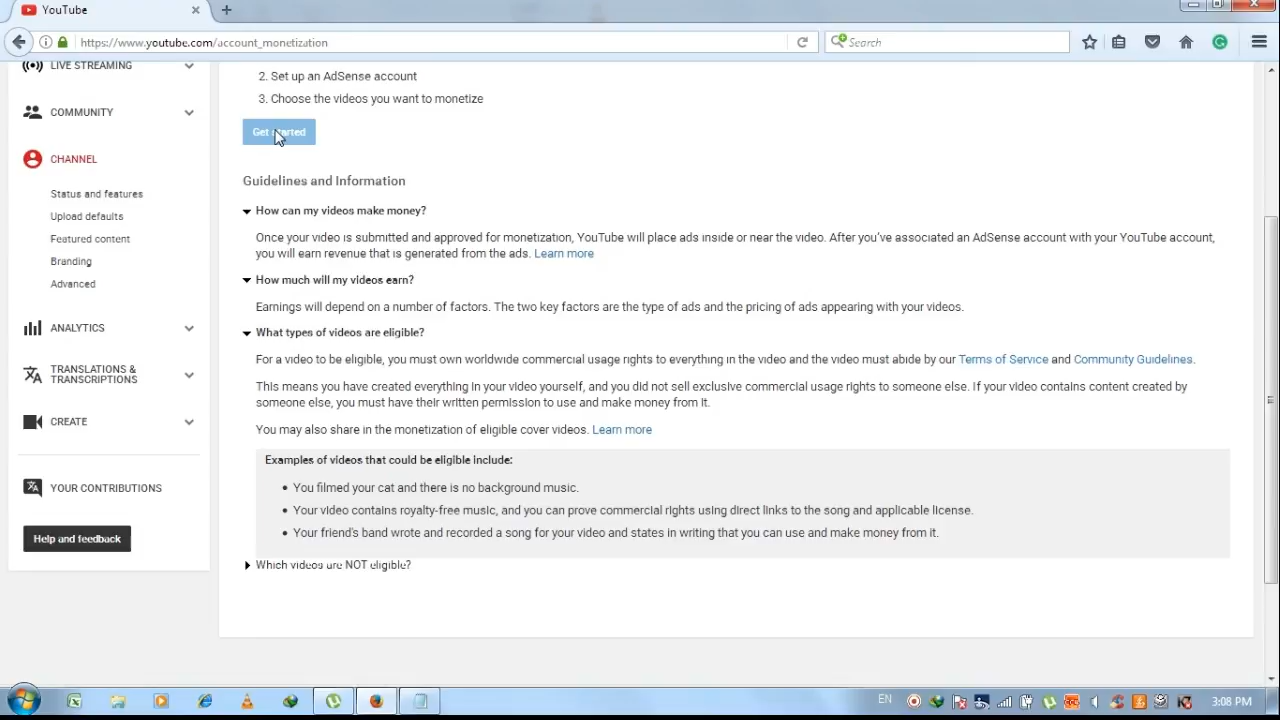 YouTube
https://www.youtube.com/account_monetization
Search
LIVE STREAMING
COMMUNITY
CHANNEL
Status and features
Upload defaults
Featured content
Branding
Advanced
ANALYTICS
TRANSLATIONS &
TRANSCRIPTIONS
CREATE
YOUR CONTRIBUTIONS
Help and feedback
2. Set up an AdSense account
3. Choose the videos you want to monetize
Get started
Guidelines and Information
How can my videos make money?
Once your video is submitted and approved for monetization, YouTube will place ads inside or near the video. After you've associated an AdSense account with your YouTube account,
you will earn revenue that is generated from the ads. Learn more
How much will my videos earn?
Earnings will depend on a number of factors. The two key factors are the type of ads and the pricing of ads appearing with your videos.
What types of videos are eligible?
For a video to be eligible, you must own worldwide commercial usage rights to everything in the video and the video must abide by our Terms of Service and Community Guidelines.
This means you have created everything in your video yourself, and you did not sell exclusive commercial usage rights to someone else. If your video contains content created by
someone else, you must have their written permission to use and make money from it.
You may also share in the monetization of eligible cover videos. Learn more
Examples of videos that could be eligible include:
• You filmed your cat and there is no background music.
• Your video contains royalty-free music, and you can prove commercial rights using direct links to the song and applicable license.
• Your friend's band wrote and recorded a song for your video and states in writing that you can use and make money from it.
Which videos are NOT eligible?
EN
3:08 PM